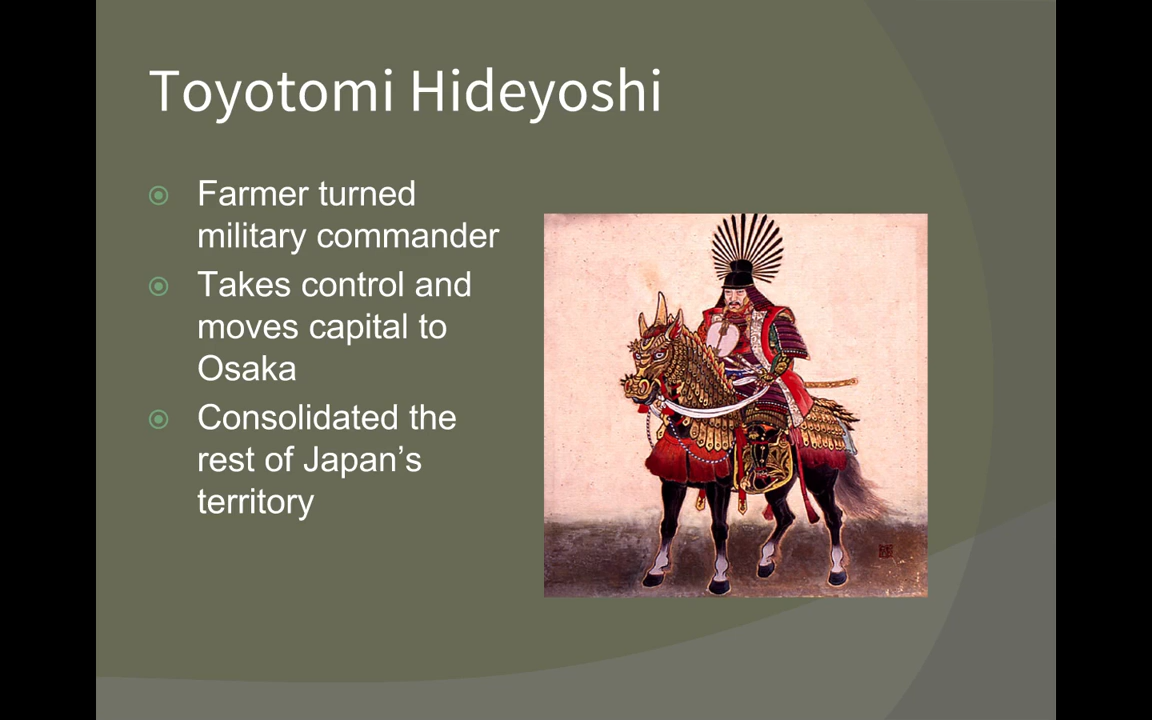 Toyotomi Hideyoshi
Farmer turned
military commander
Takes control and
moves capital to
Osaka
Consolidated the
rest of Japan's
territory